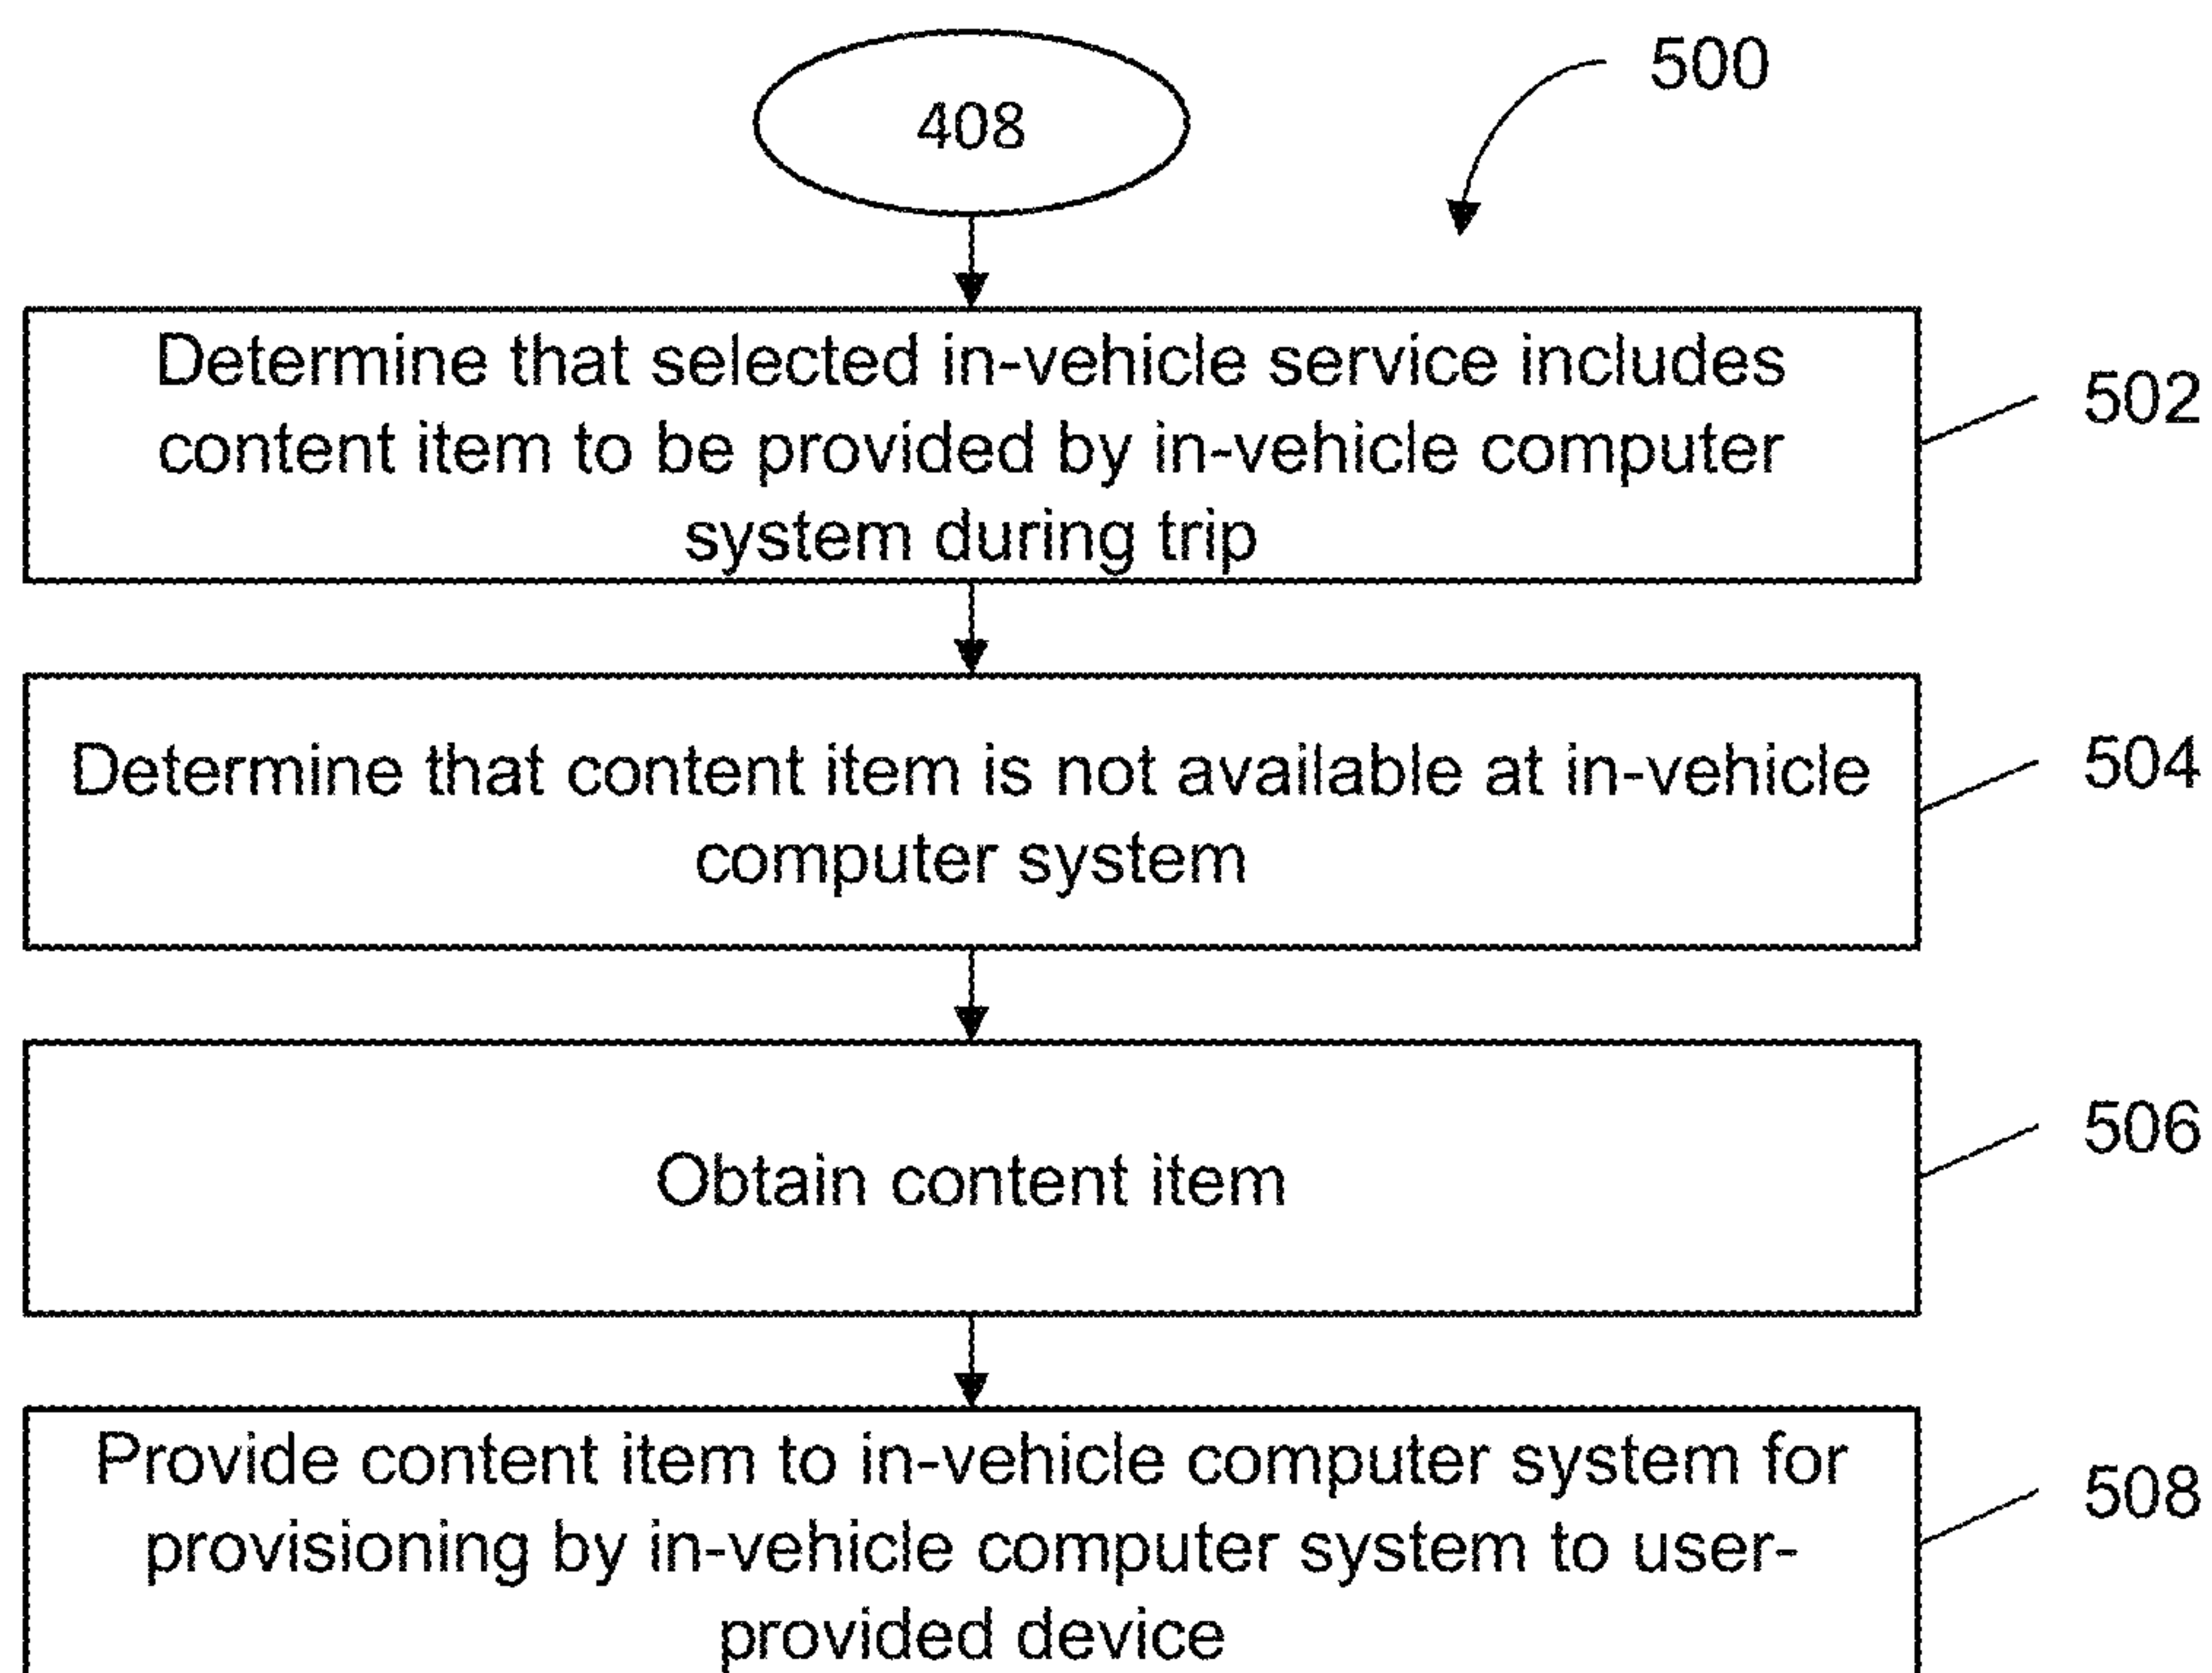 408
500
Determine that selected in-vehicle service includes
content item to be provided by in-vehicle computer
system during trip
502
Determine that content item is not available at in-vehicle
computer system
504
Obtain content item
506
Provide content item to in-vehicle computer system for
provisioning by in-vehicle computer system to user-
provided device
508